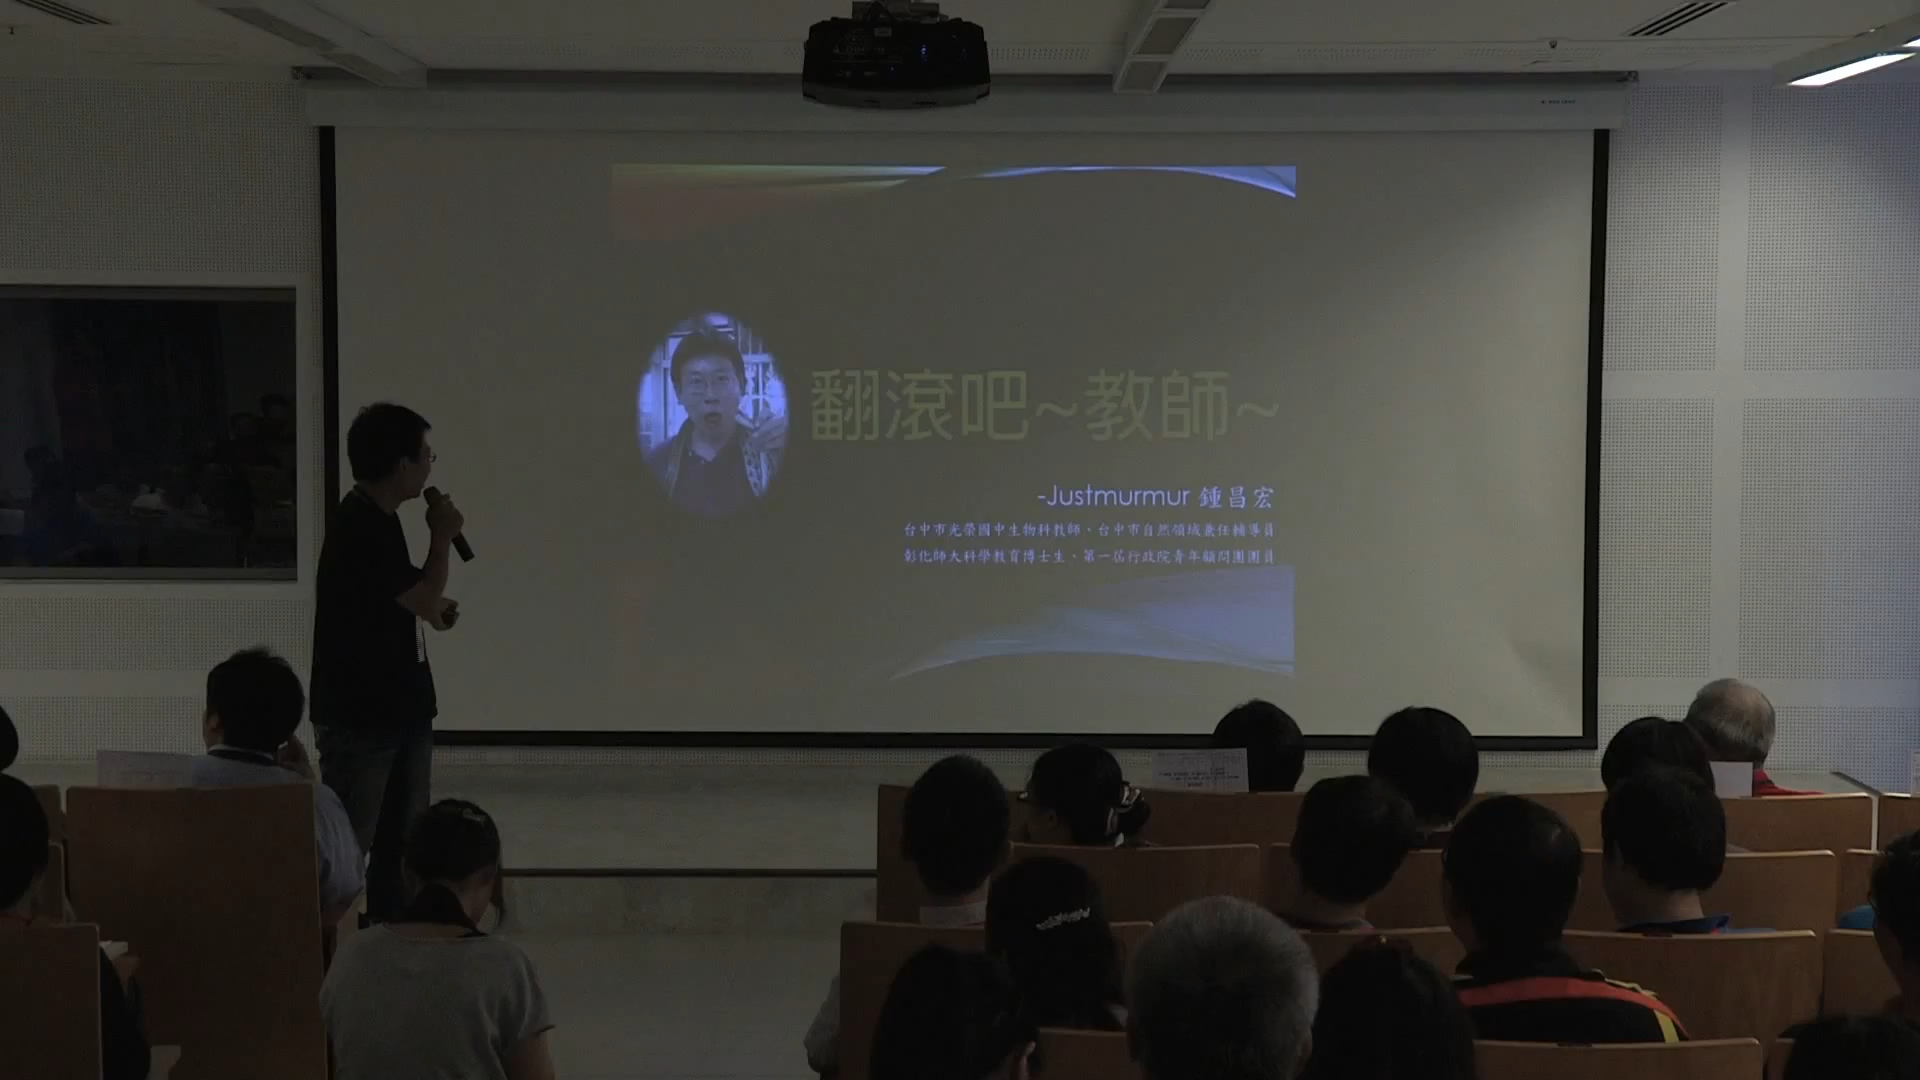 翻滾吧~教師~
-Justmurmur 鍾昌宏
台中市光榮國中生物科教師、台中市自然領域兼任輔導員
彰化師大科學教育博士生、第一屆行政院青年顧問團團員